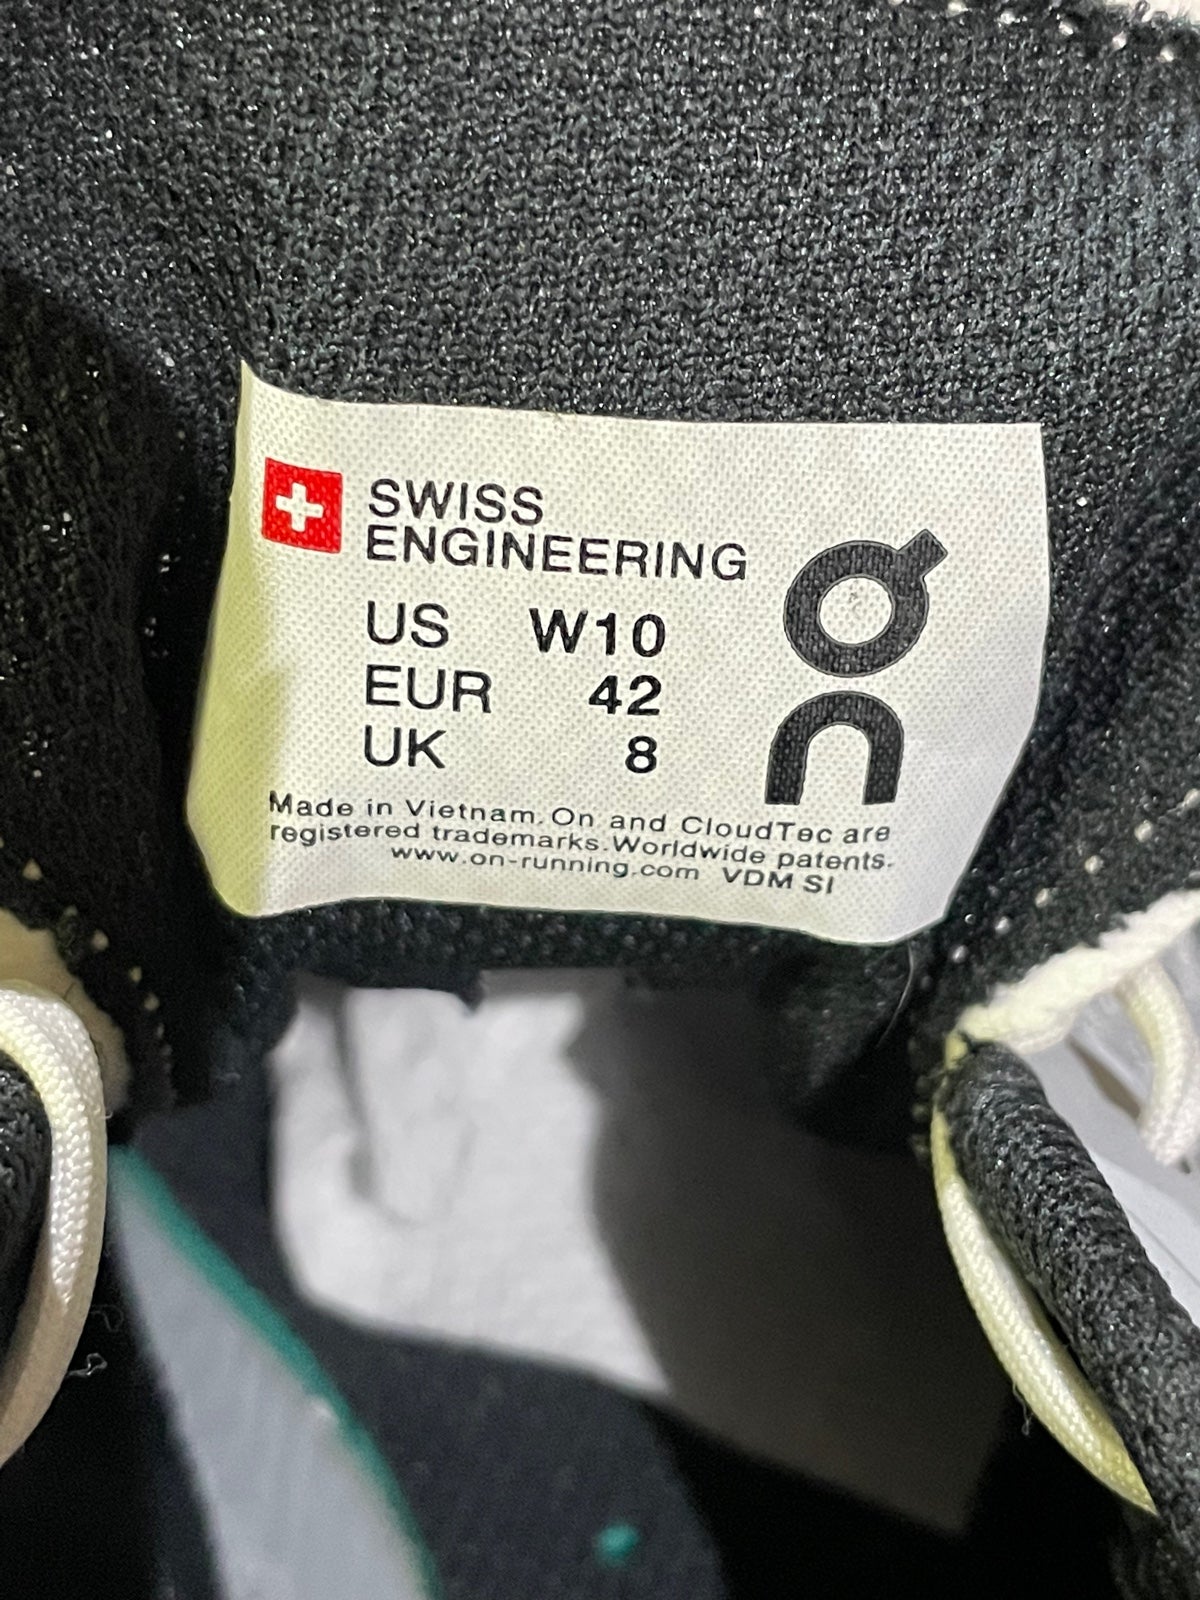 SWISS
ENGINEERING
US W10
EUR 42
UK 8
on
Made in Vietnam. On and CloudTec are
registered trademarks. Worldwide patents.
www.on-running.com VDM SI